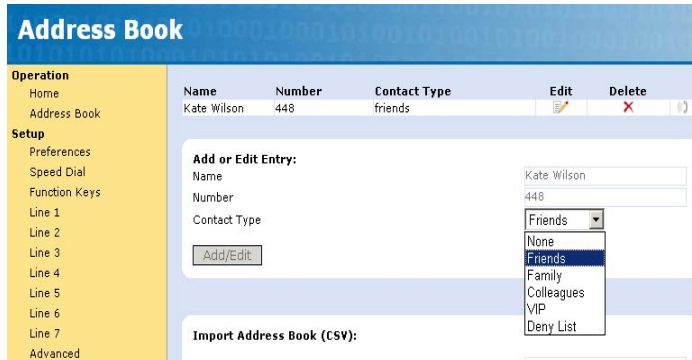 Address Book
Operation
Home
Address Book
Setup
Preferences
Speed Dial
Function Keys
Line 1
Line 2
Line 3
Line 4
Line 5
Line 6
Line 7
Advanced
Name Number Contact Type Edit Delete
Kate Wilson 448 friends
Add or Edit Entry:
Name Kate Wilson
Number 448
Contact Type Friends
None
Friends
Family
Colleagues
VIP
Deny List
Add/Edit
Import Address Book (CSV):